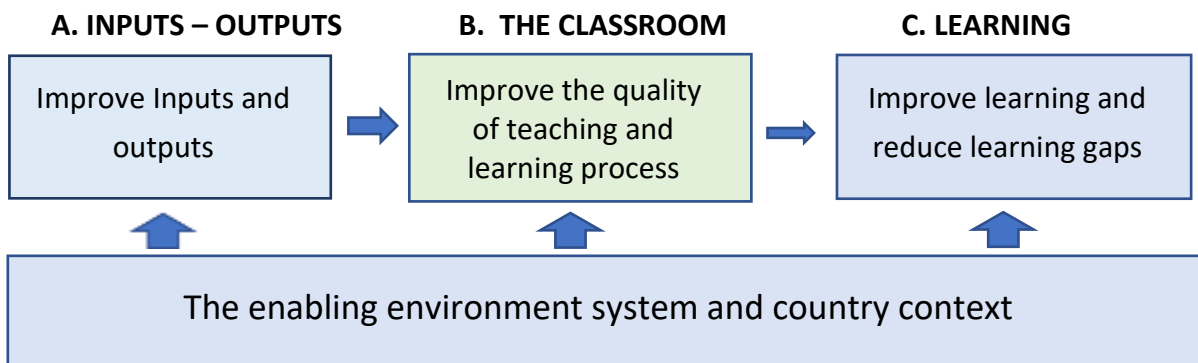 A. INPUTS – OUTPUTS
B. THE CLASSROOM
C. LEARNING
Improve Inputs and
outputs
Improve the quality
of teaching and
learning process
Improve learning and
reduce learning gaps
The enabling environment system and country context